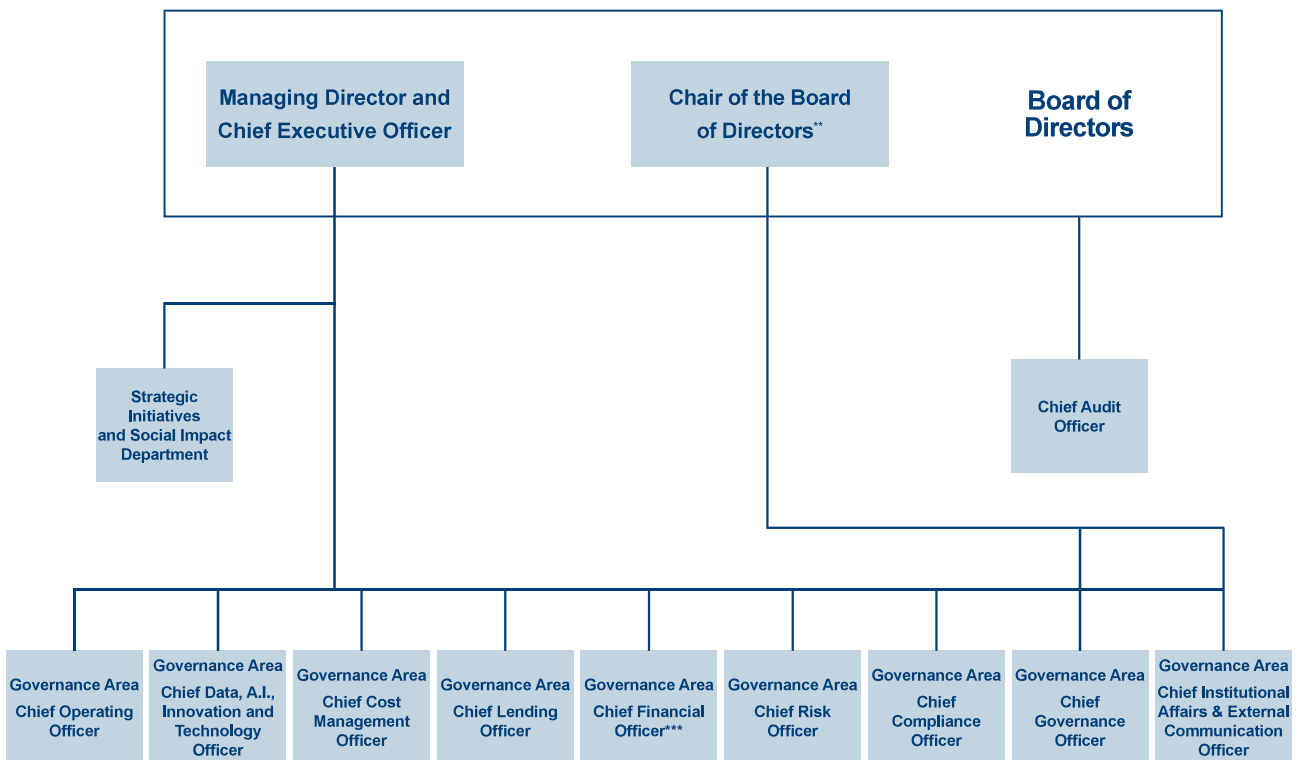 Managing Director and
Chief Executive Officer
Chair of the Board
of Directors**
Board of
Directors
Strategic
Initiatives
and Social Impact
Department
Chief Audit
Officer
Governance Area
Chief Operating
Officer
Governance Area
Chief Data, A.I.,
Innovation and
Technology
Officer
Governance Area
Chief Cost
Management
Officer
Governance Area
Chief Lending
Officer
Governance Area
Chief Financial
Officer***
Governance Area
Chief Risk
Officer
Governance Area
Chief
Compliance
Officer
Governance Area
Chief
Governance
Officer
Governance Area
Chief Institutional
Affairs & External
Communication
Officer